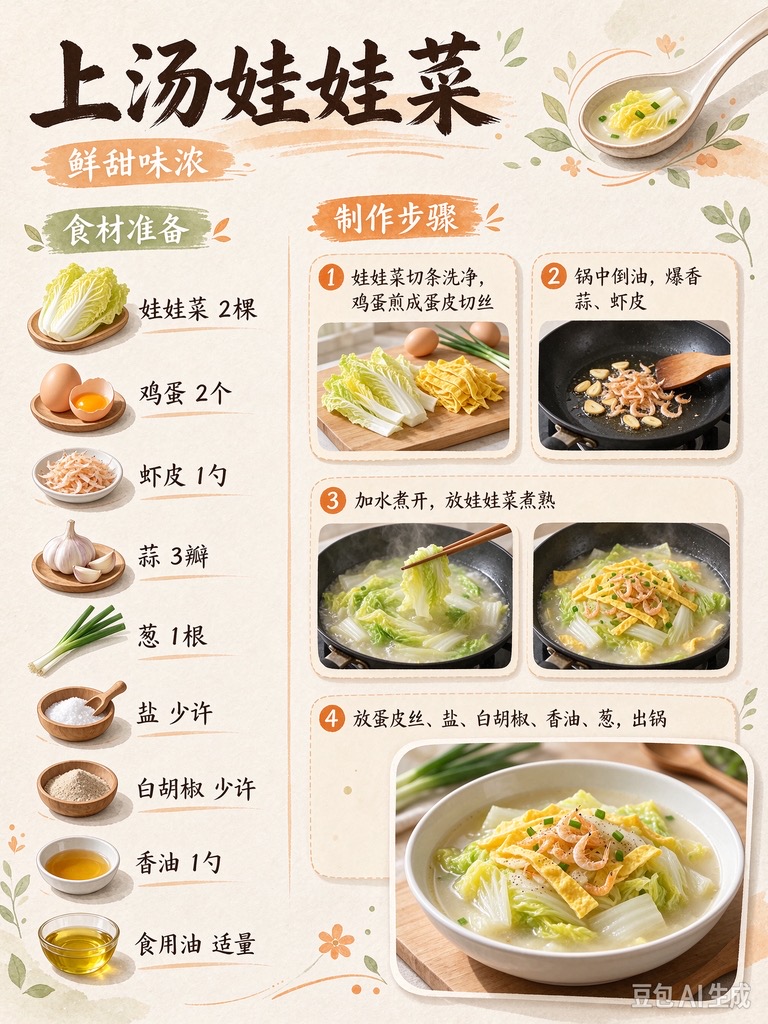 上汤娃娃菜
鲜甜味浓
食材准备
娃娃菜 2棵
鸡蛋 2个
虾皮 1勺
蒜 3瓣
葱 1根
盐 少许
白胡椒 少许
香油 1勺
食用油 适量
制作步骤
1 娃娃菜切条洗净，
鸡蛋煎成蛋皮切丝
2 锅中倒油，爆香
蒜、虾皮
3 加水煮开，放娃娃菜煮熟
4 放蛋皮丝、盐、白胡椒、香油、葱，出锅
豆包AI生成